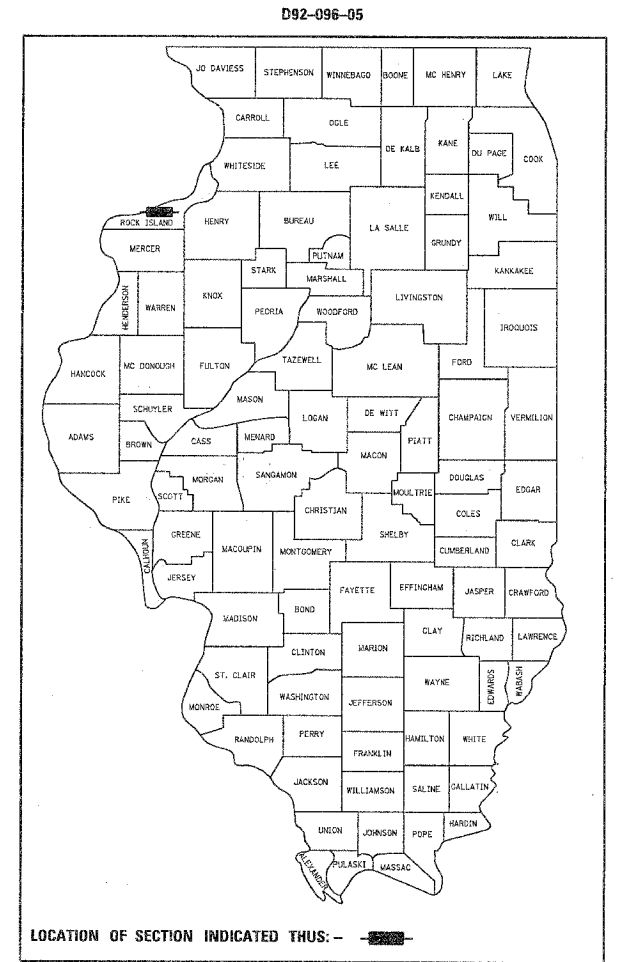 D92-096-05
JO DAVIESS
STEPHENSON
WINNEBAGO
BOONE
MC HENRY
LAKE
CARROLL
OGLE
DE KALB
KANE
DU PAGE
COOK
WHITESIDE
LEE
KENDALL
WILL
ROCK ISLAND
HENRY
BUREAU
LA SALLE
GRUNDY
MERCER
PUTNAM
STARK
MARSHALL
KANKAKEE
HENDERSON
WARREN
KNOX
PEORIA
WOODFORD
LIVINGSTON
IROQUOIS
HANCOCK
MC DONOUGH
FULTON
TAZEWELL
MC LEAN
FORD
SCHUYLER
MASON
LOGAN
DE WITT
CHAMPAIGN
VERMILION
ADAMS
BROWN
CASS
MENARD
MACON
PIATT
PIKE
SCOTT
MORGAN
SANGAMON
CHRISTIAN
MOULTRIE
DOUGLAS
COLES
EDGAR
CALHOUN
GREENE
MACOUPIN
MONTGOMERY
SHELBY
CUMBERLAND
CLARK
JERSEY
MADISON
BOND
FAYETTE
EFFINGHAM
JASPER
CRAWFORD
CLINTON
MARION
CLAY
RICHLAND
LAWRENCE
ST. CLAIR
WASHINGTON
JEFFERSON
WAYNE
EDWARDS
WABASH
MONROE
RANDOLPH
PERRY
FRANKLIN
HAMILTON
WHITE
JACKSON
WILLIAMSON
SALINE
GALLATIN
UNION
JOHNSON
POPE
HARDIN
ALEXANDER
PULASKI
MASSAC
LOCATION OF SECTION INDICATED THUS: -